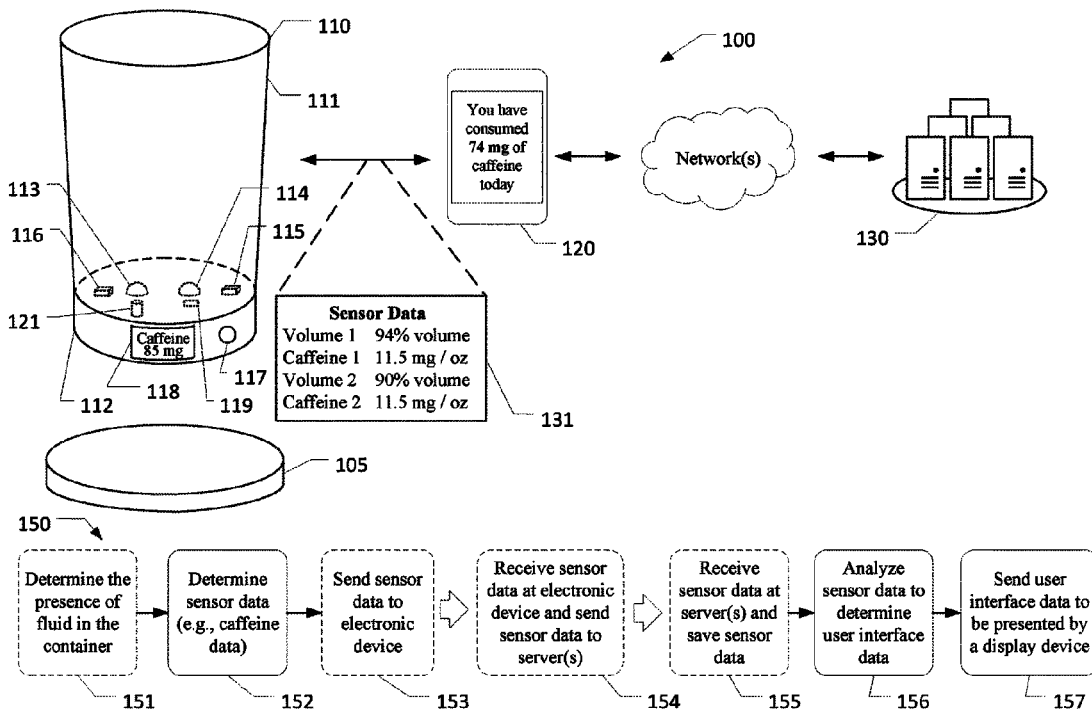 110
100
111
You have
consumed
74 mg of
caffeine
today
Network(s)
113
114
116
115
120
130
121
Caffeine
85 mg
Sensor Data
Volume 1 94% volume
Caffeine 1 11.5 mg / oz
Volume 2 90% volume
Caffeine 2 11.5 mg / oz
112
118
119
117
131
105
150
Determine the
presence of
fluid in the
container
Determine
sensor data
(e.g., caffeine
data)
Send sensor
data to
electronic
device
Receive sensor
data at electronic
device and send
sensor data to
server(s)
Receive
sensor data at
server(s) and
save sensor
data
Analyze
sensor data to
determine
user interface
data
Send user
interface data to
be presented by
a display device
151
152
153
154
155
156
157